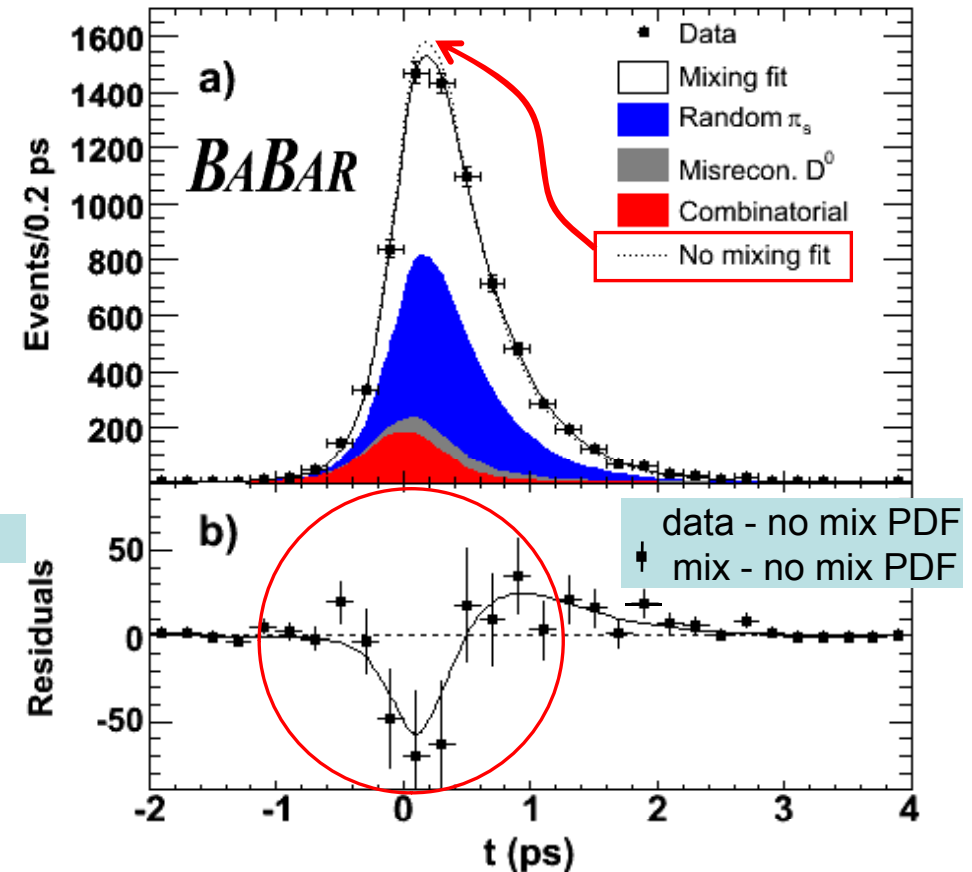 1600
1400
1200
1000
800
600
400
200
Events/0.2 ps
a)
BABAR
Data
Mixing fit
Random πs
Misrecon. D0
Combinatorial
No mixing fit
b)
data - no mix PDF
mix - no mix PDF
50
0
-50
Residuals
-2 -1 0 1 2 3 4
t (ps)